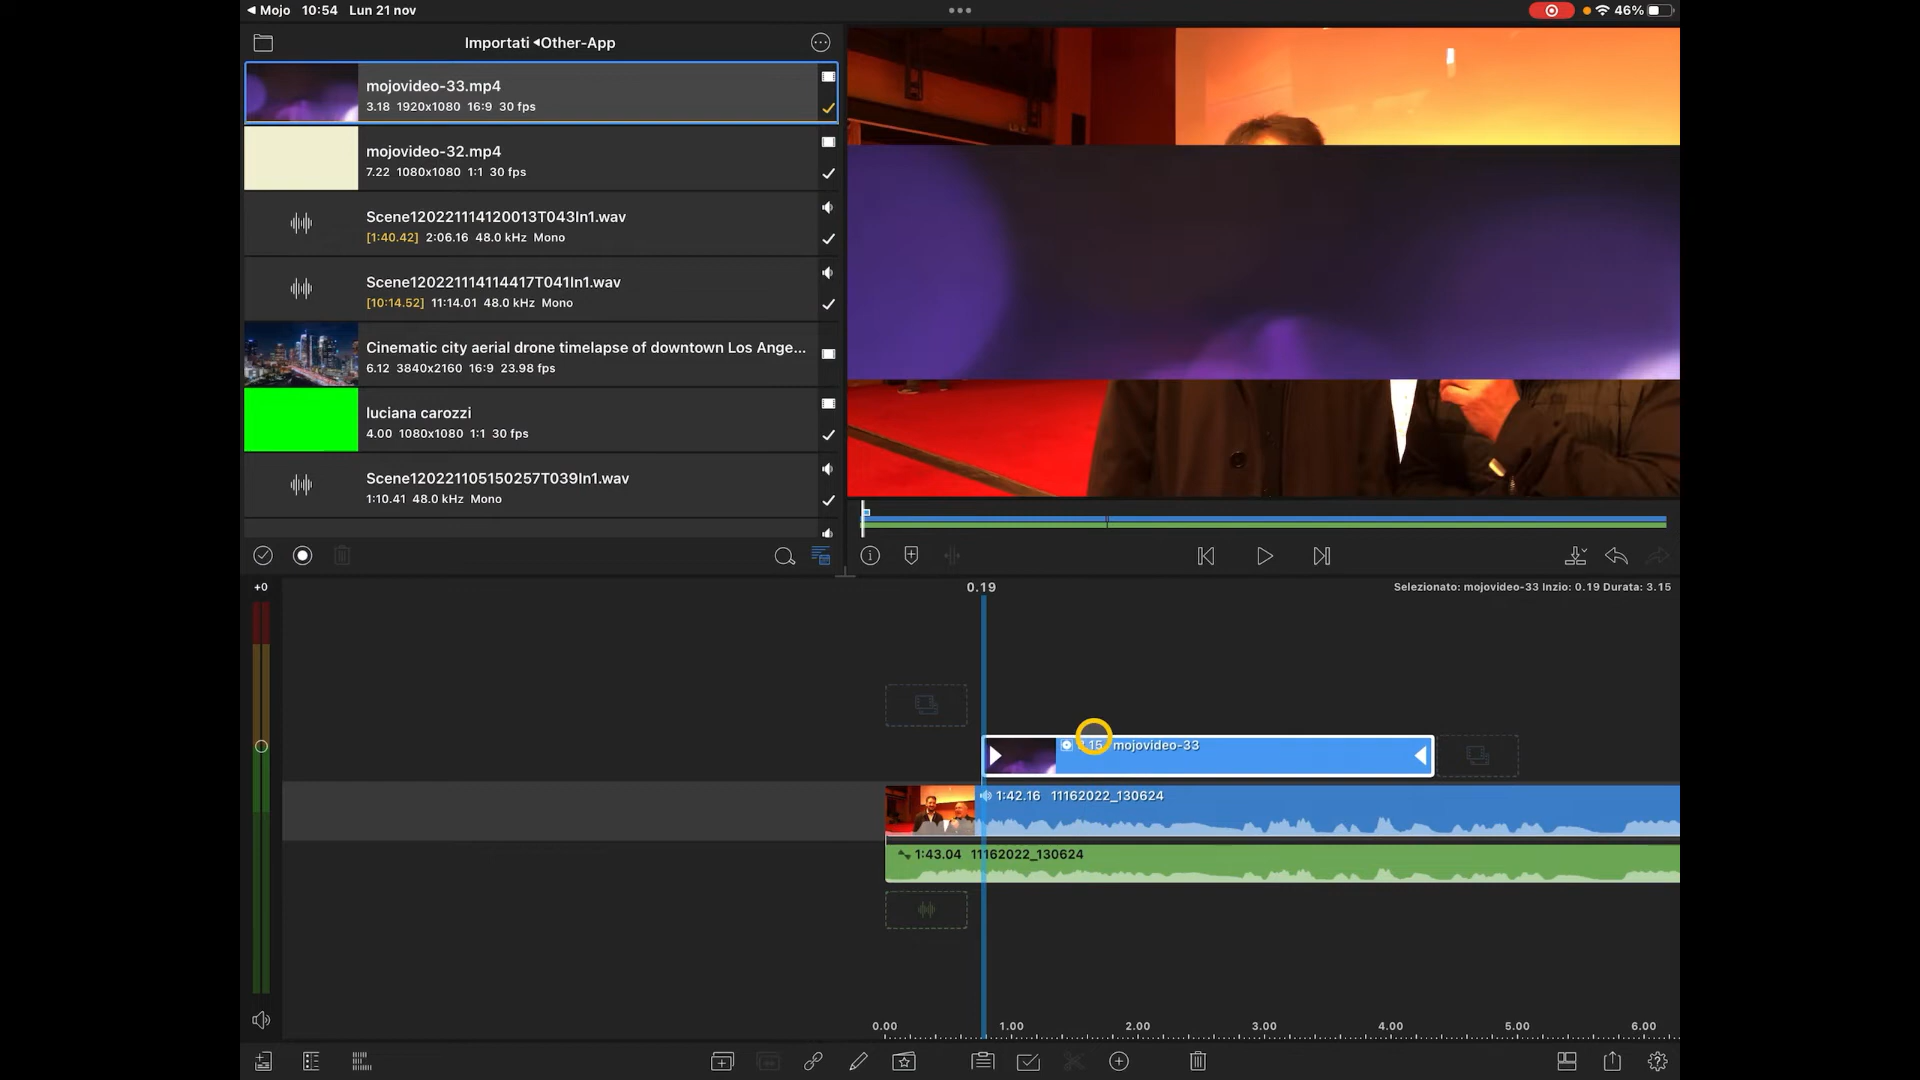 ◀ Mojo 10:54 Lun 21 nov
46%
Importati ◂Other-App
mojovideo-33.mp4
3.18 1920x1080 16:9 30 fps
mojovideo-32.mp4
7.22 1080x1080 1:1 30 fps
Scene120221114120013T043In1.wav
[1:40.42] 2:06.16 48.0 kHz Mono
Scene120221114114417T041In1.wav
[10:14.52] 11:14.01 48.0 kHz Mono
Cinematic city aerial drone timelapse of downtown Los Ange...
6.12 3840x2160 16:9 23.98 fps
luciana carozzi
4.00 1080x1080 1:1 30 fps
Scene120221105150257T039In1.wav
1:10.41 48.0 kHz Mono
+0
0.19
Selezionato: mojovideo-33 Inzio: 0.19 Durata: 3.15
mojovideo-33
1:42.16 11162022_130624
1:43.04 11162022_130624
0.00 1.00 2.00 3.00 4.00 5.00 6.00